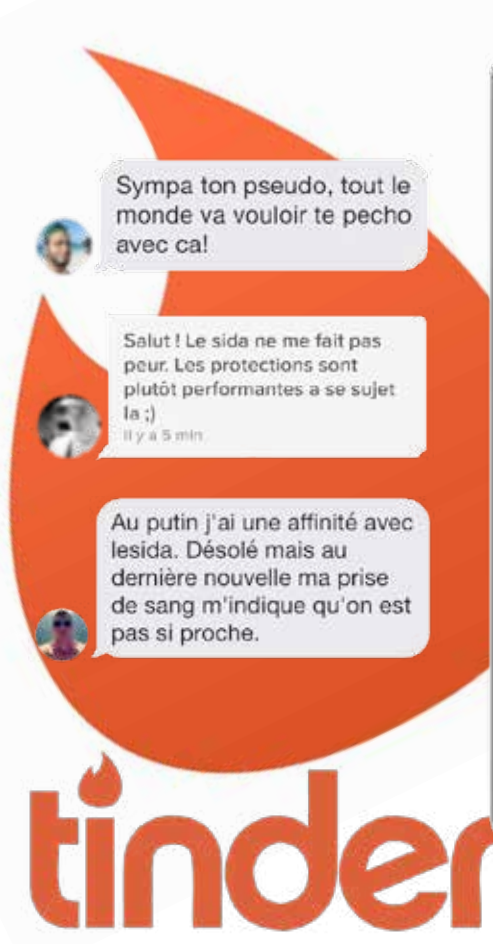 Sympa ton pseudo, tout le
monde va vouloir te pecho
avec ca!
Salut ! Le sida ne me fait pas
peur. Les protections sont
plutôt performantes a se sujet
la ;)
Il y a 5 min
Au putin j'ai une affinité avec
lesida. Désolé mais au
dernière nouvelle ma prise
de sang m'indique qu'on est
pas si proche.
tinder